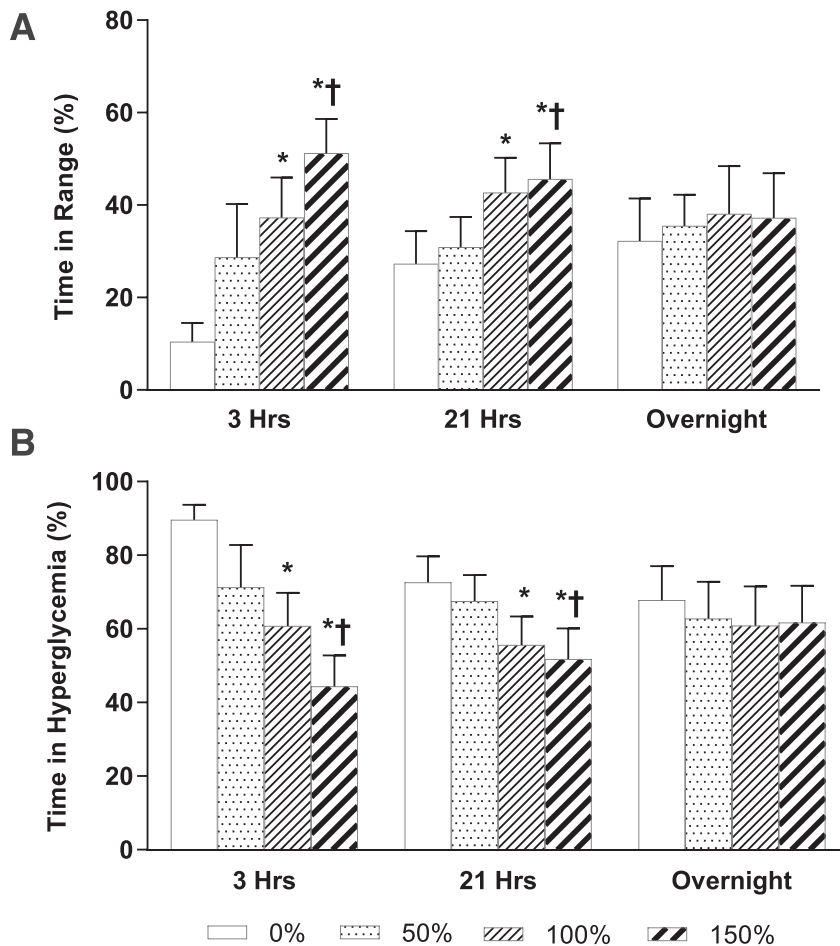 A
Time in Range (%)
80
60
40
20
0
*
*†
*
*†
3 Hrs 21 Hrs Overnight
B
Time in Hyperglycemia (%)
100
80
60
40
20
0
*
*†
*
*†
3 Hrs 21 Hrs Overnight
0% 50% 100% 150%